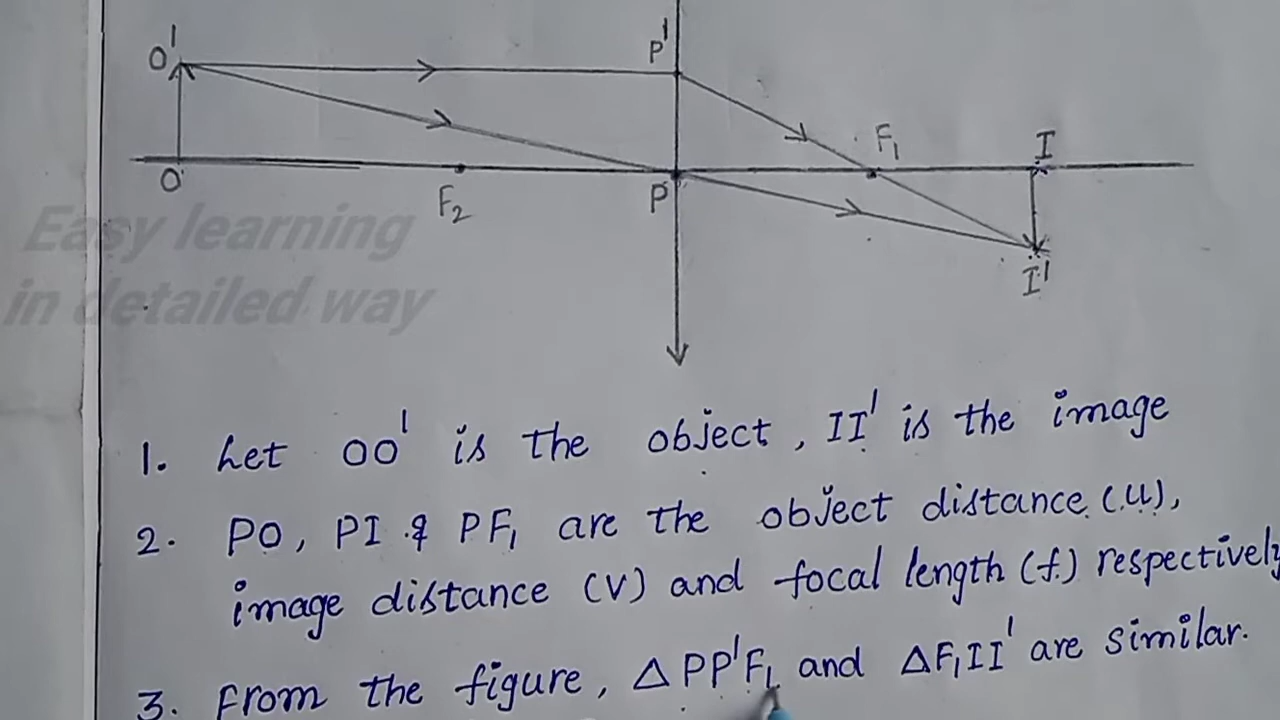 O' P'
F₁ I
O F₂ P
I'
Easy learning
in detailed way
1. Let OO' is the object, II' is the image
2. PO, PI & PF₁ are the object distance (u),
image distance (v) and focal length (f) respectively
3. From the figure, Δ PP'F₁ and ΔF₁II' are similar.